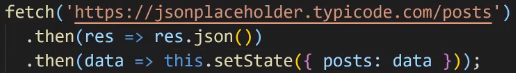 fetch('https://jsonplaceholder.typicode.com/posts')
  .then(res => res.json())
  .then(data => this.setState({ posts: data }));